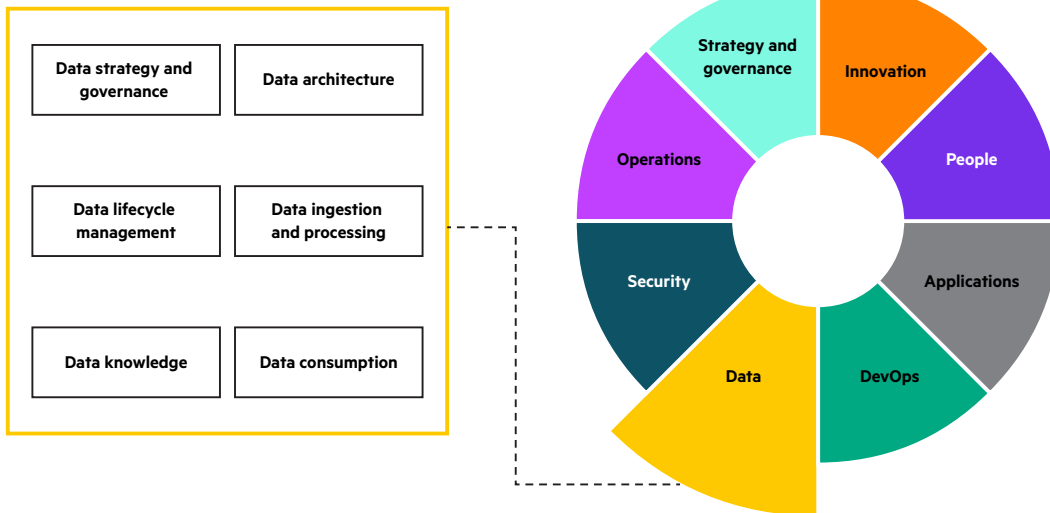 Data strategy and
governance
Data architecture
Data lifecycle
management
Data ingestion
and processing
Data knowledge
Data consumption
Strategy and
governance
Innovation
Operations
People
Security
Applications
Data
DevOps